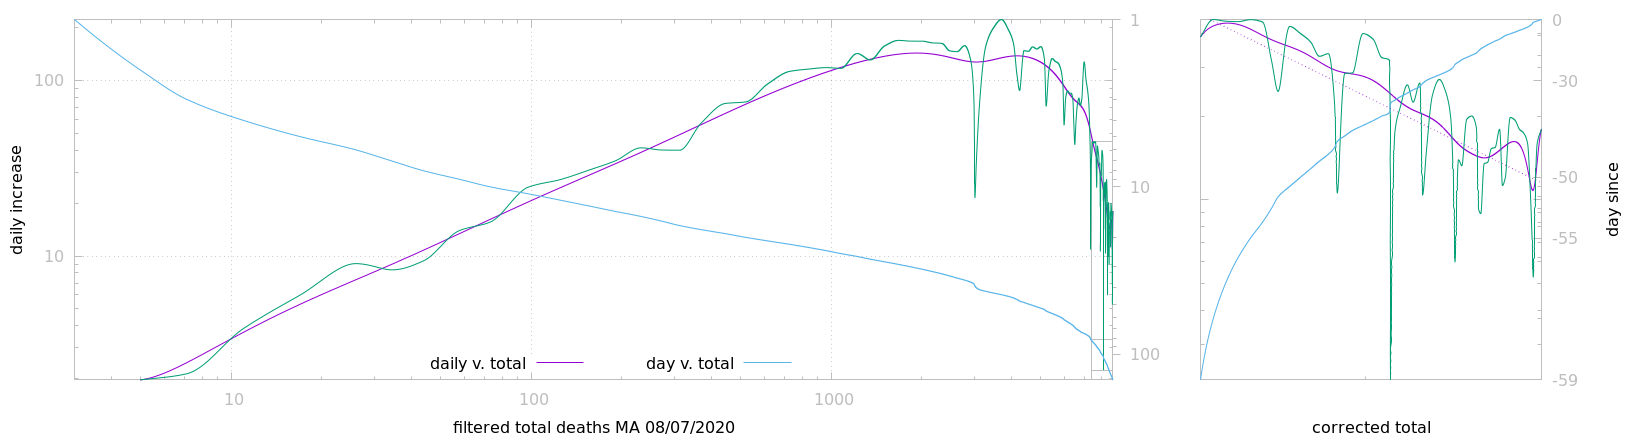 daily increase
100
10
10
100
1000
daily v. total
day v. total
filtered total deaths MA 08/07/2020
1
10
100
0
-30
-50
-55
-59
day since
corrected total